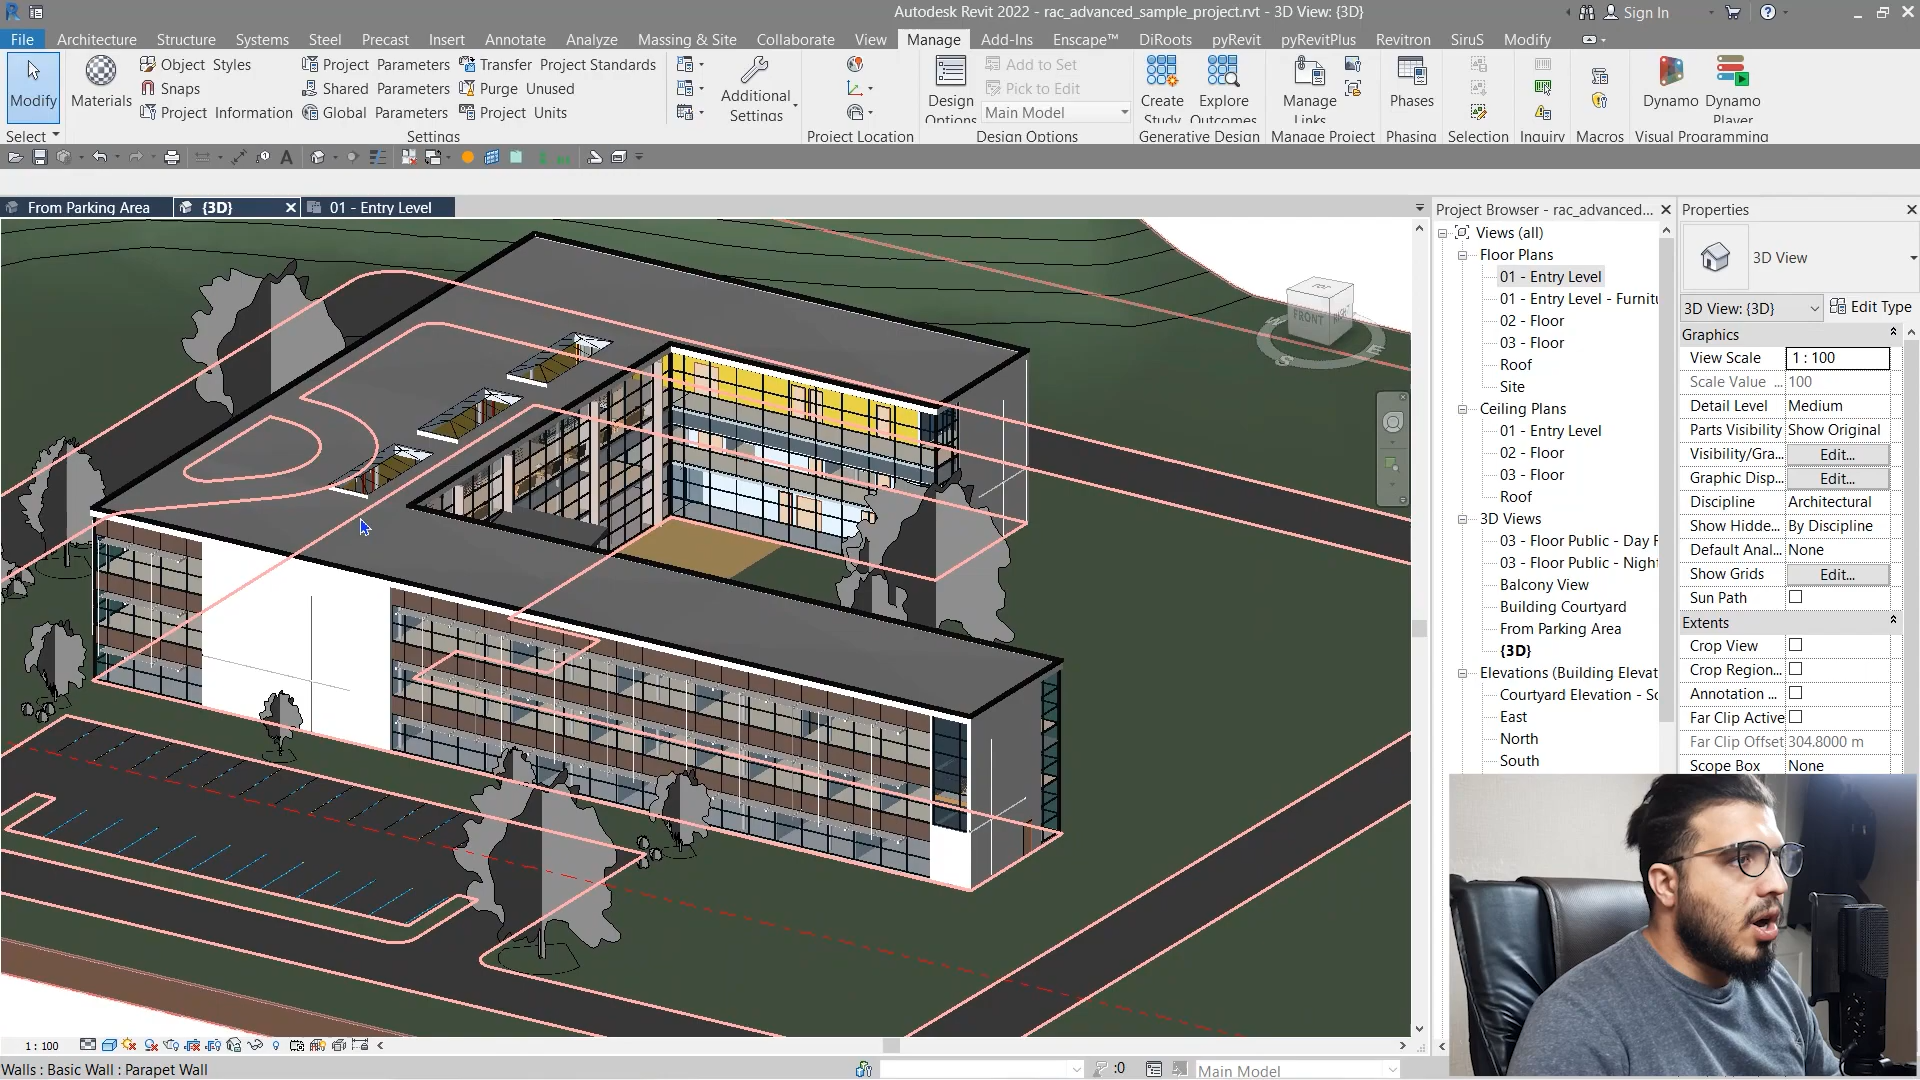 Autodesk Revit 2022 - rac_advanced_sample_project.rvt - 3D View: {3D}
Sign In
File Architecture Structure Systems Steel Precast Insert Annotate Analyze Massing & Site Collaborate View Manage Add-Ins Enscape™ DiRoots pyRevit pyRevitPlus Revitron SiruS Modify
Modify
Select
Materials
Object Styles
Snaps
Project Information
Project Parameters
Shared Parameters
Global Parameters
Transfer Project Standards
Purge Unused
Project Units
Settings
Additional Settings
Project Location
Design Options
Add to Set
Pick to Edit
Main Model
Design Options
Create Study
Explore Outcomes
Generative Design
Manage Links
Manage Project
Phases
Phasing
Selection
Inquiry
Macros
Dynamo
Dynamo Player
Visual Programming
From Parking Area
{3D}
01 - Entry Level
TOP
FRONT
RIGHT
S
E
Project Browser - rac_advanced...
Views (all)
Floor Plans
01 - Entry Level
01 - Entry Level - Furnitu
02 - Floor
03 - Floor
Roof
Site
Ceiling Plans
01 - Entry Level
02 - Floor
03 - Floor
Roof
3D Views
03 - Floor Public - Day F
03 - Floor Public - Nigh
Balcony View
Building Courtyard
From Parking Area
{3D}
Elevations (Building Elevat
Courtyard Elevation - So
East
North
South
Properties
3D View
3D View: {3D}
Edit Type
Graphics
View Scale 1 : 100
Scale Value ... 100
Detail Level Medium
Parts Visibility Show Original
Visibility/Gra... Edit...
Graphic Disp... Edit...
Discipline Architectural
Show Hidde... By Discipline
Default Anal... None
Show Grids Edit...
Sun Path
Extents
Crop View
Crop Region...
Annotation ...
Far Clip Active
Far Clip Offset 304.8000 m
Scope Box None
1 : 100
Walls : Basic Wall : Parapet Wall
:0
Main Model